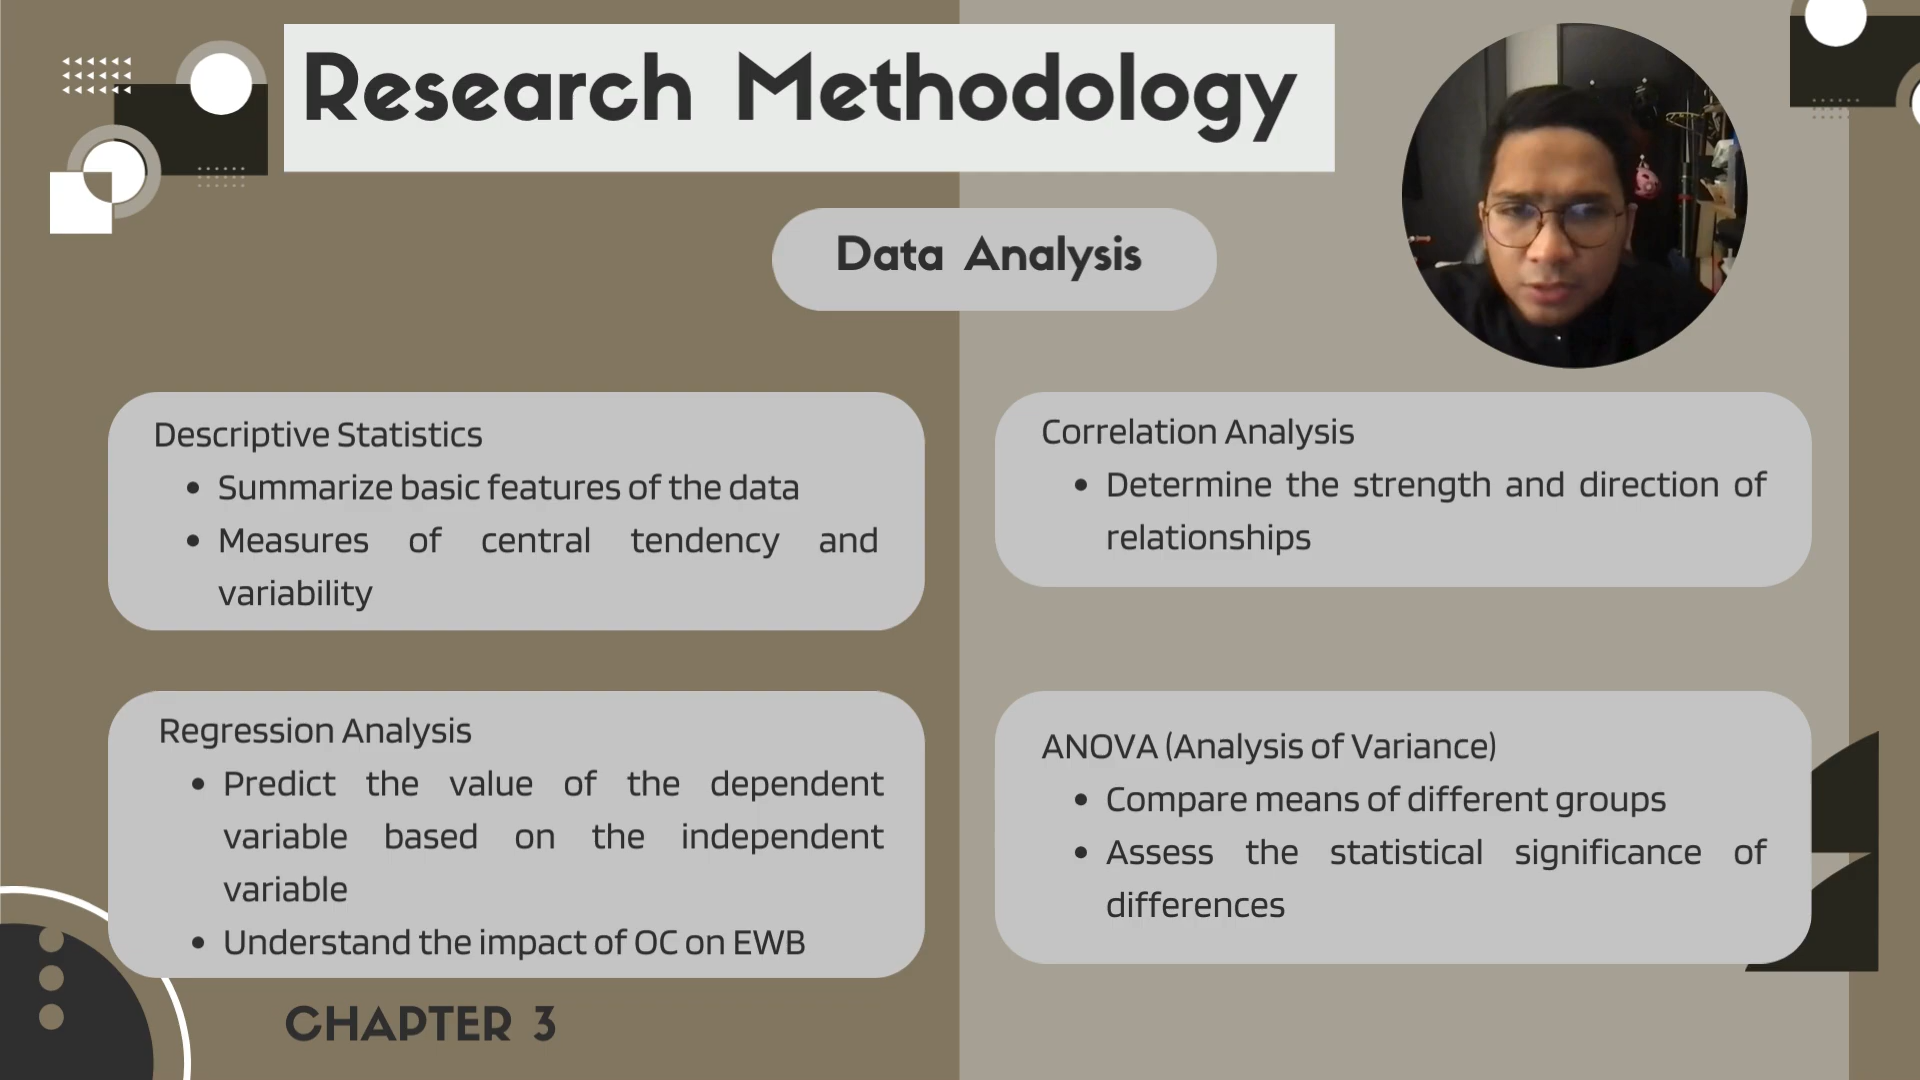 Research Methodology
Data Analysis
Descriptive Statistics
Summarize basic features of the data
Measures of central tendency and
variability
Correlation Analysis
Determine the strength and direction of
relationships
Regression Analysis
Predict the value of the dependent
variable based on the independent
variable
Understand the impact of OC on EWB
ANOVA (Analysis of Variance)
Compare means of different groups
Assess the statistical significance of
differences
CHAPTER 3